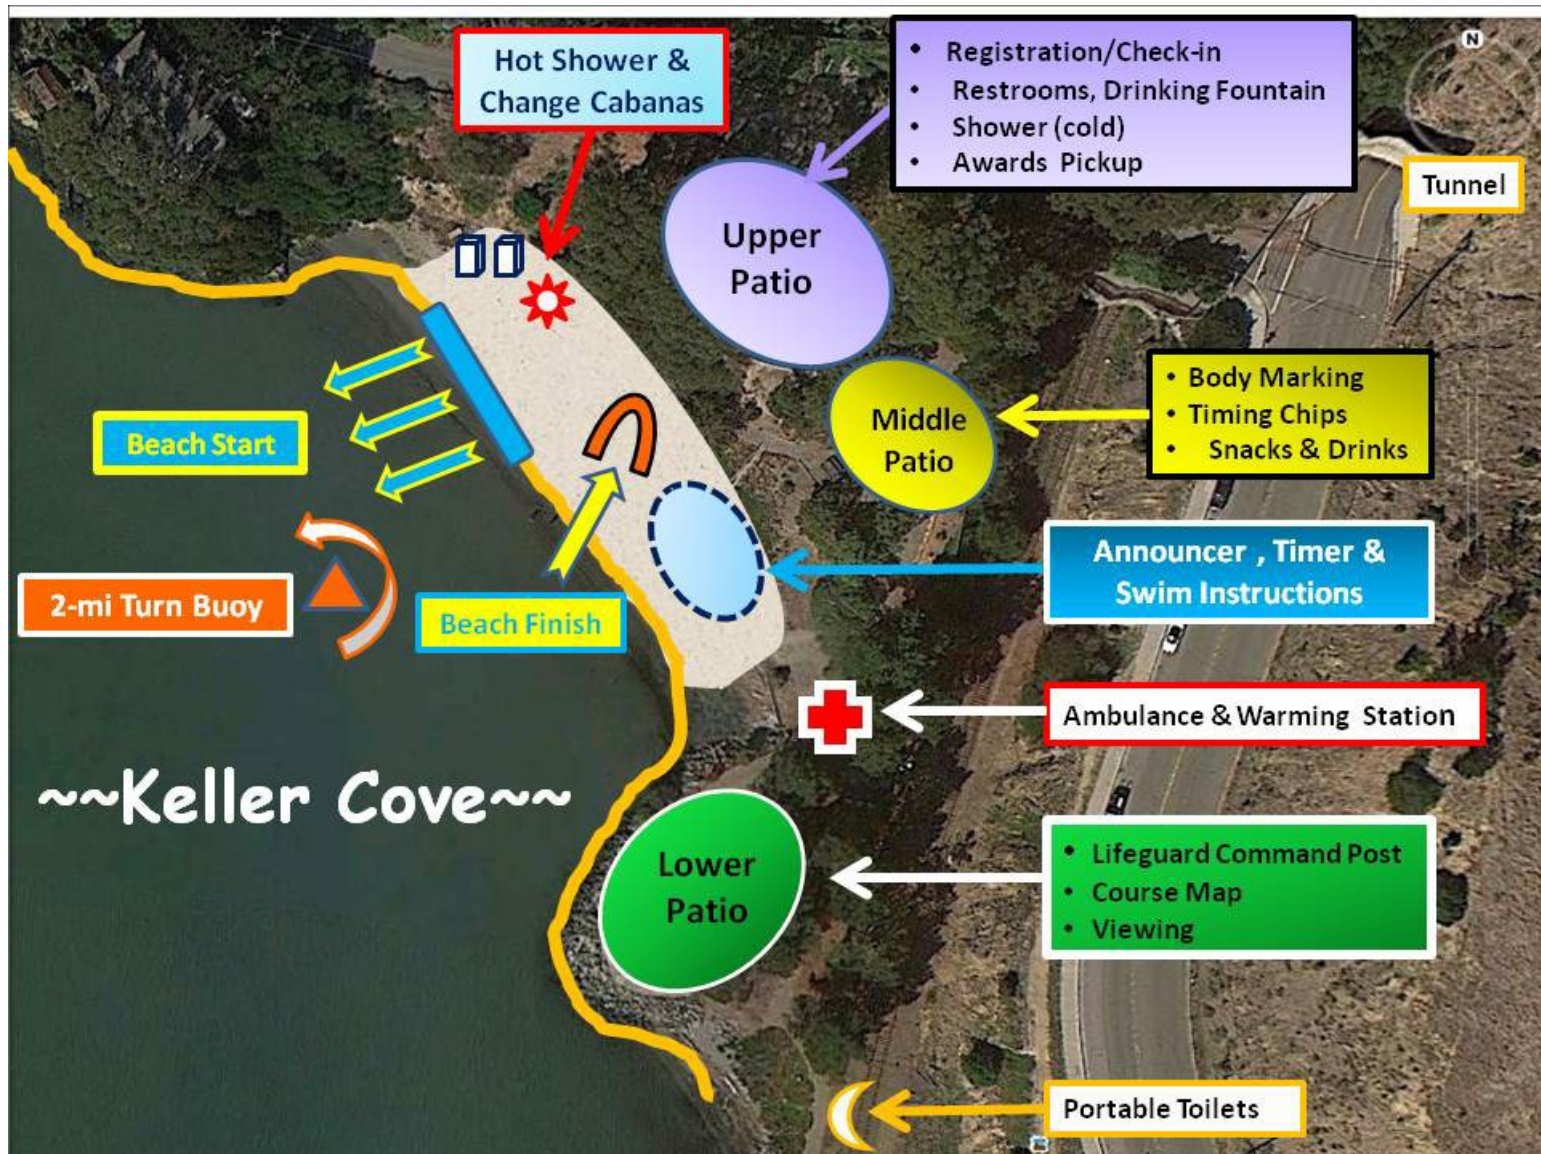 Hot Shower &
Change Cabanas
• Registration/Check-in
• Restrooms, Drinking Fountain
• Shower (cold)
• Awards Pickup
N
Tunnel
Upper
Patio
• Body Marking
• Timing Chips
• Snacks & Drinks
Middle
Patio
Beach Start
Announcer , Timer &
Swim Instructions
2-mi Turn Buoy
Beach Finish
Ambulance & Warming Station
~~Keller Cove~~
Lower
Patio
• Lifeguard Command Post
• Course Map
• Viewing
Portable Toilets